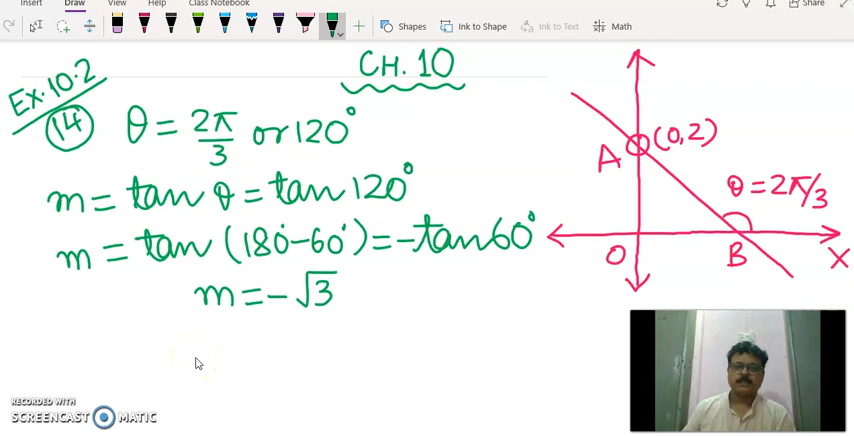 Insert Draw View Help Class Notebook Share
Shapes Ink to Shape Ink to Text Math
CH. 10
Ex. 10.2
14 θ = 2π/3 or 120°
m = tan θ = tan 120°
m = tan (180° – 60°) = – tan 60°
m = – √3
A (0,2)
θ = 2π/3
O B X
RECORDED WITH
SCREENCAST MATIC